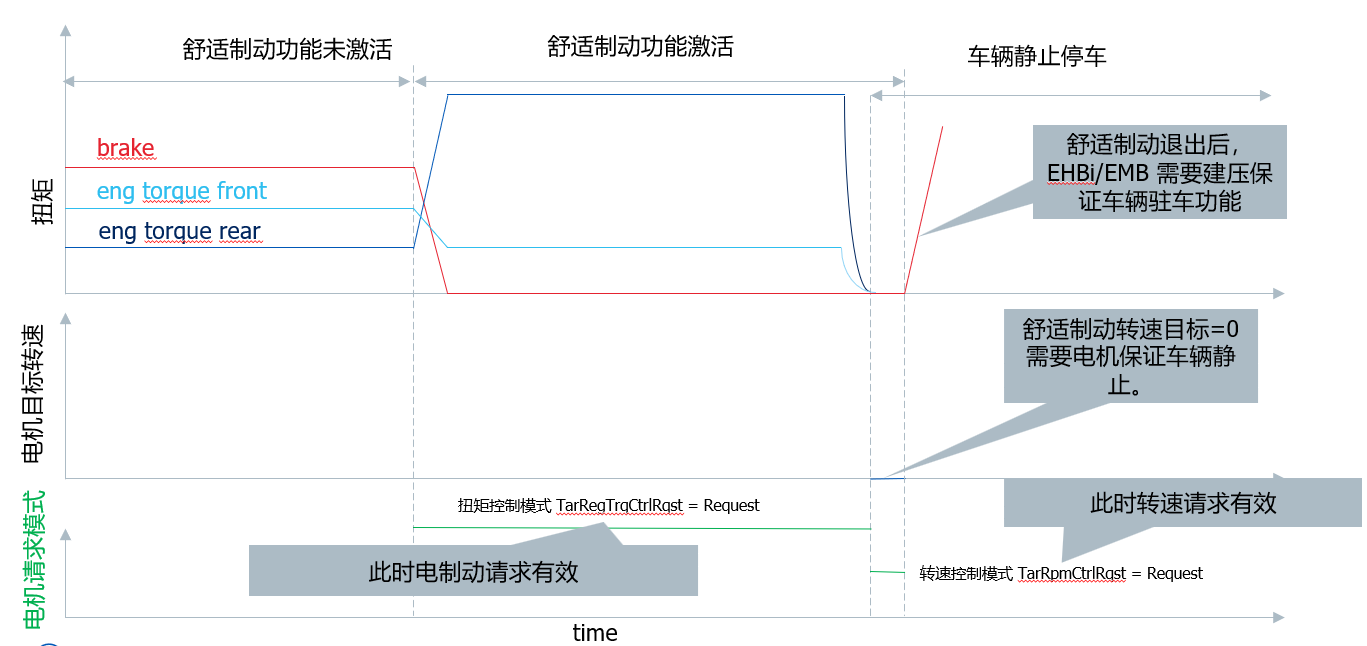 舒适制动功能未激活
舒适制动功能激活
车辆静止停车
brake
eng torque front
eng torque rear
扭矩
舒适制动退出后，
EHBi/EMB 需要建压保
证车辆驻车功能
电机目标转速
舒适制动转速目标=0
需要电机保证车辆静
止。
电机请求模式
扭矩控制模式 TarRegTrqCtrlRqst = Request
此时转速请求有效
此时电制动请求有效
转速控制模式 TarRpmCtrlRqst = Request
time